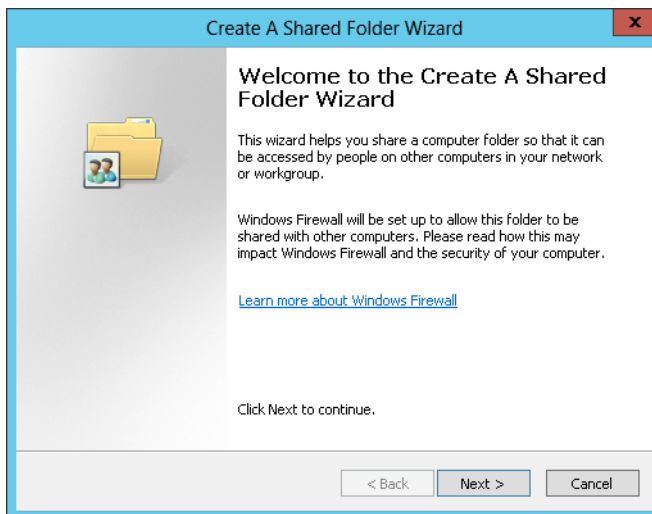 Create A Shared Folder Wizard
x
Welcome to the Create A Shared
Folder Wizard
This wizard helps you share a computer folder so that it can
be accessed by people on other computers in your network
or workgroup.
Windows Firewall will be set up to allow this folder to be
shared with other computers. Please read how this may
impact Windows Firewall and the security of your computer.
Learn more about Windows Firewall
Click Next to continue.
< Back Next > Cancel